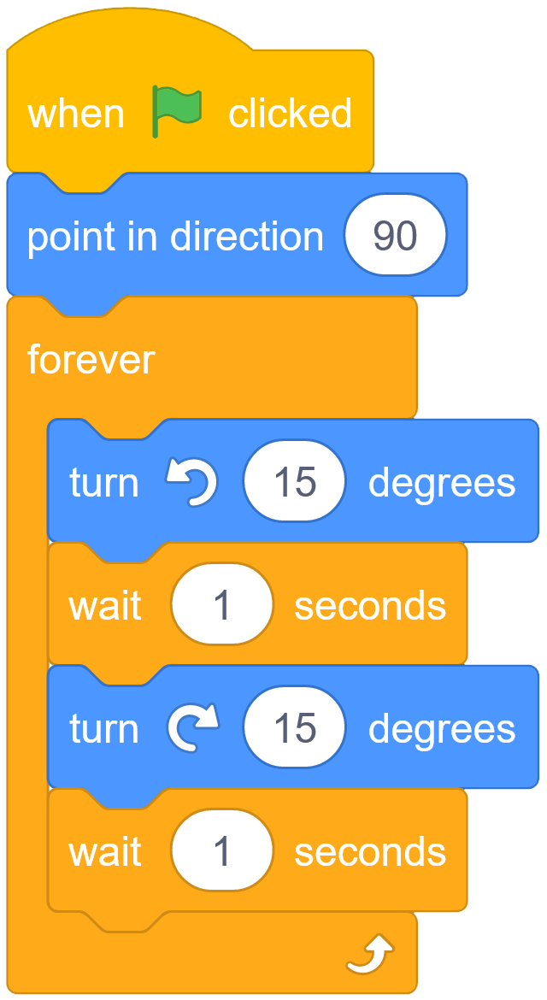 when clicked
point in direction 90
forever
turn 15 degrees
wait 1 seconds
turn 15 degrees
wait 1 seconds